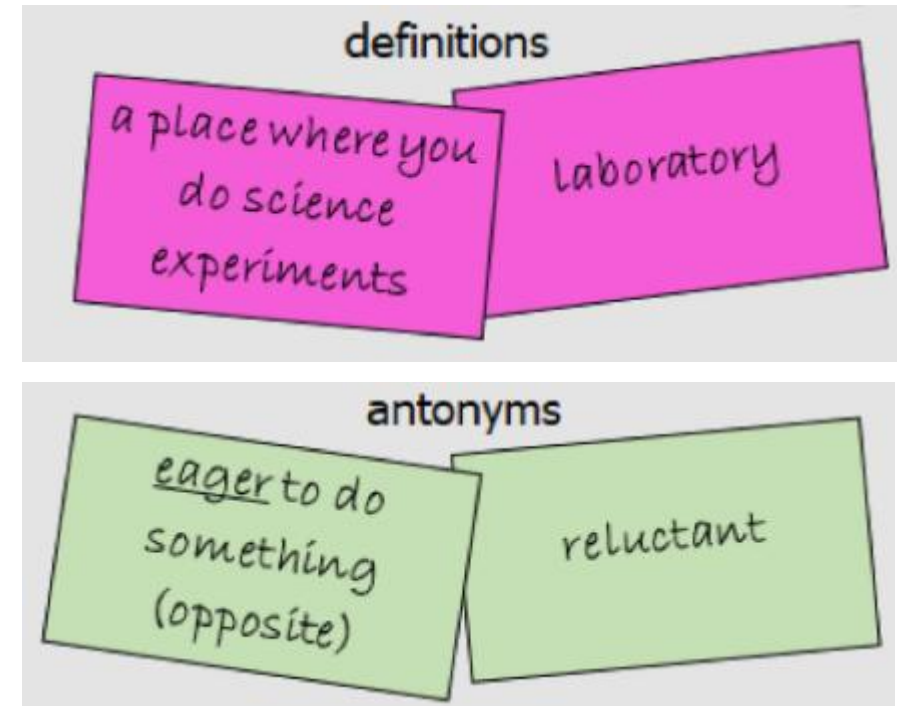 definitions
a place where you
do science
experiments
laboratory
antonyms
eager to do
something
(opposite)
reluctant